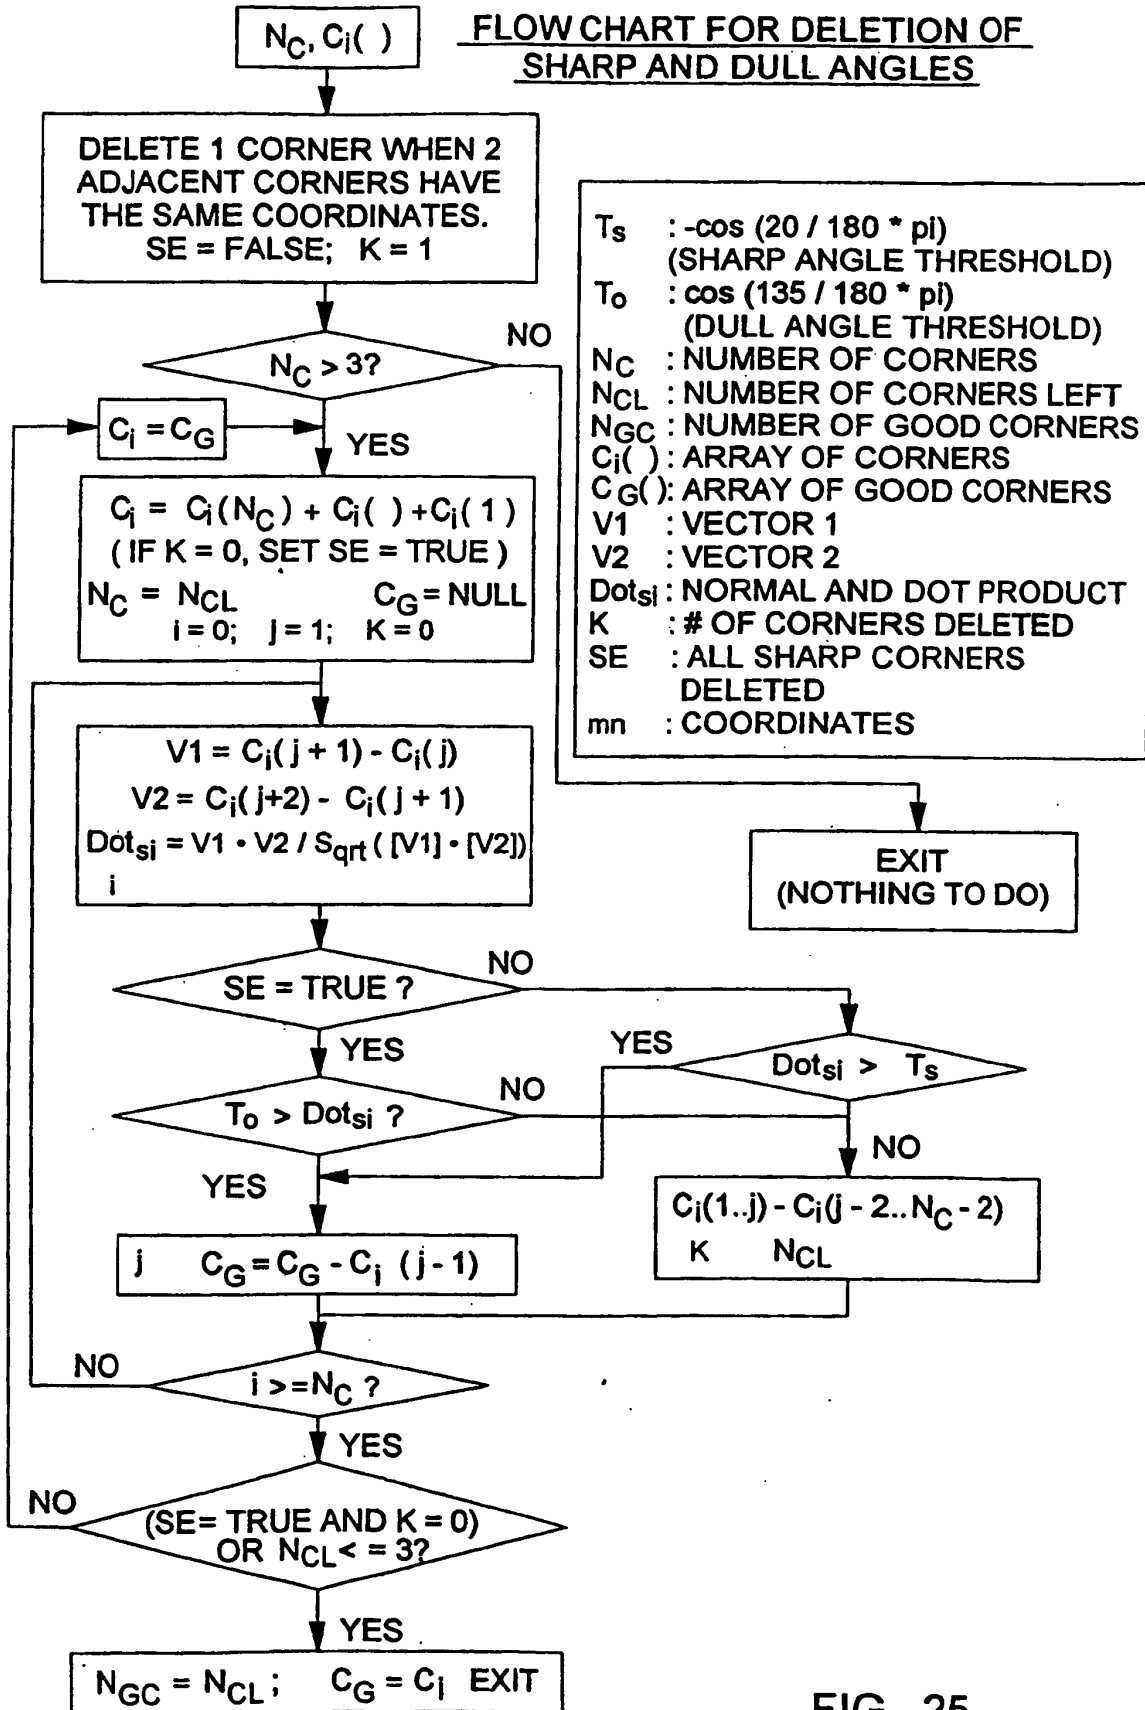 N_C, C_i( )
FLOW CHART FOR DELETION OF
SHARP AND DULL ANGLES
DELETE 1 CORNER WHEN 2
ADJACENT CORNERS HAVE
THE SAME COORDINATES.
SE = FALSE; K = 1
T_S : -cos (20 / 180 * pi)
(SHARP ANGLE THRESHOLD)
T_o : cos (135 / 180 * pi)
(DULL ANGLE THRESHOLD)
N_C : NUMBER OF CORNERS
N_CL : NUMBER OF CORNERS LEFT
N_GC : NUMBER OF GOOD CORNERS
C_i( ) : ARRAY OF CORNERS
C_G( ) : ARRAY OF GOOD CORNERS
V1 : VECTOR 1
V2 : VECTOR 2
Dot_si : NORMAL AND DOT PRODUCT
K : # OF CORNERS DELETED
SE : ALL SHARP CORNERS
DELETED
mn : COORDINATES
N_C > 3?
NO
YES
C_i = C_G
C_i = C_i(N_C) + C_i( ) +C_i( 1 )
( IF K = 0, SET SE = TRUE )
N_C = N_CL C_G = NULL
i = 0; j = 1; K = 0
EXIT
(NOTHING TO DO)
V1 = C_i( j + 1) - C_i( j)
V2 = C_i( j+2) - C_i( j + 1)
Dot_si = V1 • V2 / S_qrt ( [V1] • [V2])
i
SE = TRUE ?
NO
YES
Dot_si > T_S
YES
NO
T_o > Dot_si ?
NO
YES
C_i(1..j) - C_i(j - 2..N_C - 2)
K N_CL
j C_G = C_G - C_i (j - 1)
i >=N_C ?
NO
YES
(SE= TRUE AND K = 0)
OR N_CL < = 3?
NO
YES
N_GC = N_CL ; C_G = C_i EXIT
FIG. 25